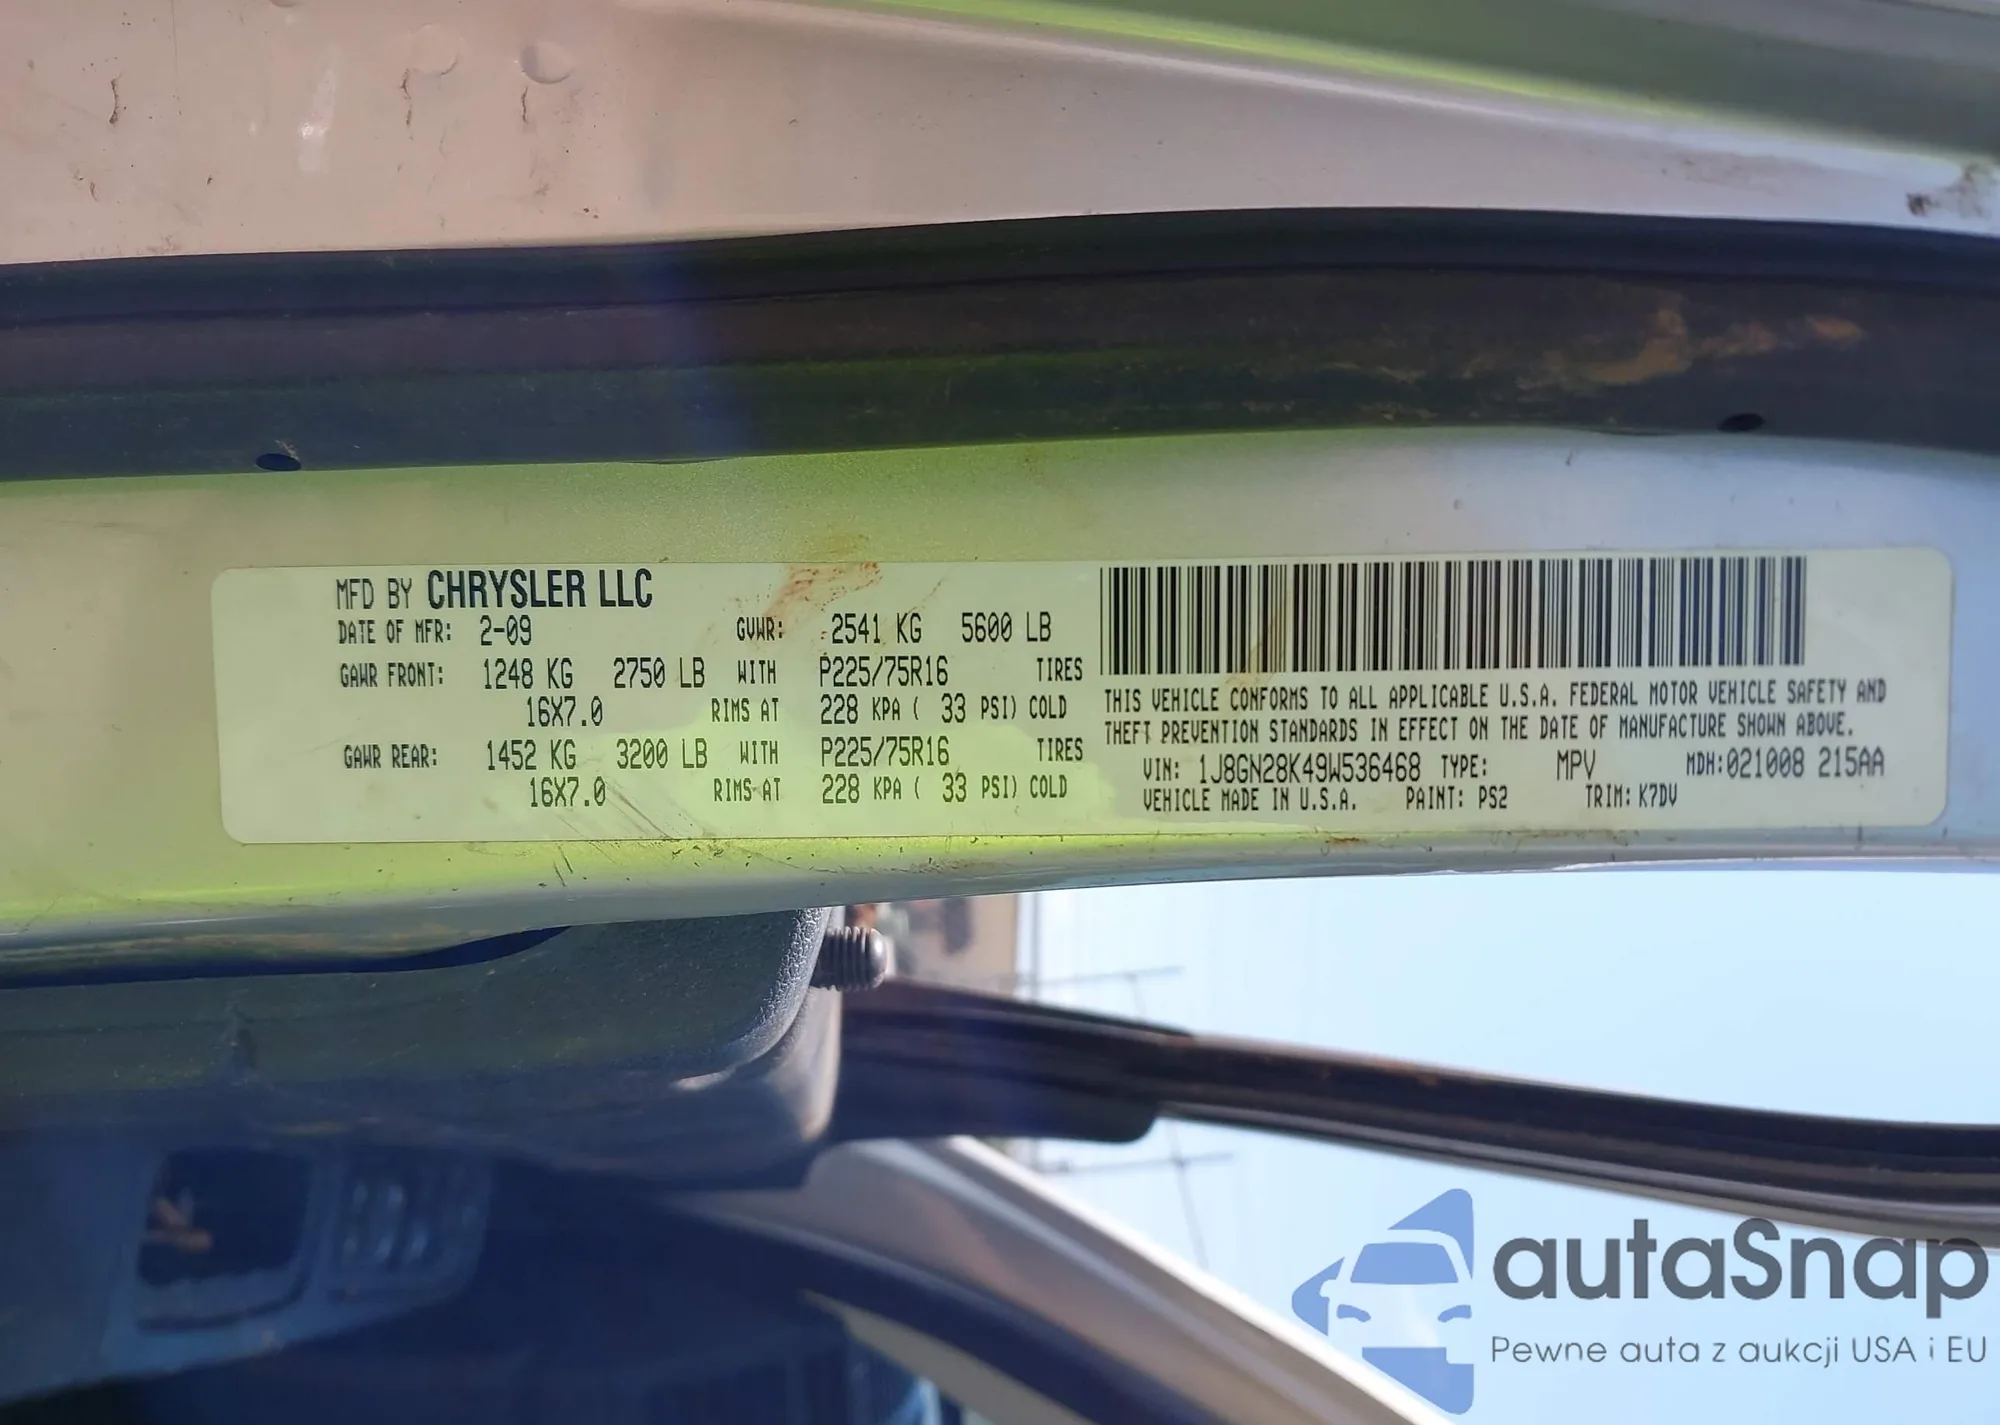 MFD BY CHRYSLER LLC
DATE OF MFR: 2-09 GVWR: 2541 KG 5600 LB
GAWR FRONT: 1248 KG 2750 LB WITH P225/75R16 TIRES
16X7.0 RIMS AT 228 KPA ( 33 PSI) COLD
GAWR REAR: 1452 KG 3200 LB WITH P225/75R16 TIRES
16X7.0 RIMS AT 228 KPA ( 33 PSI) COLD
THIS VEHICLE CONFORMS TO ALL APPLICABLE U.S.A. FEDERAL MOTOR VEHICLE SAFETY AND
THEFT PREVENTION STANDARDS IN EFFECT ON THE DATE OF MANUFACTURE SHOWN ABOVE.
VIN: 1J8GN28K49W536468 TYPE: MPV MDH:021008 215AA
VEHICLE MADE IN U.S.A. PAINT: PS2 TRIM: K7DV
autaSnap
Pewne auta z aukcji USA i EU